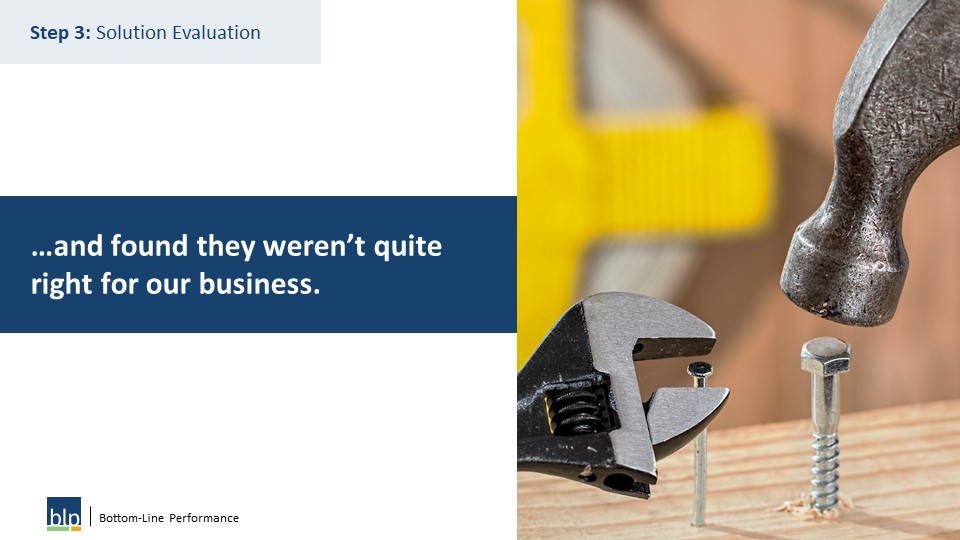 Step 3: Solution Evaluation
…and found they weren’t quite
right for our business.
blp
Bottom-Line Performance